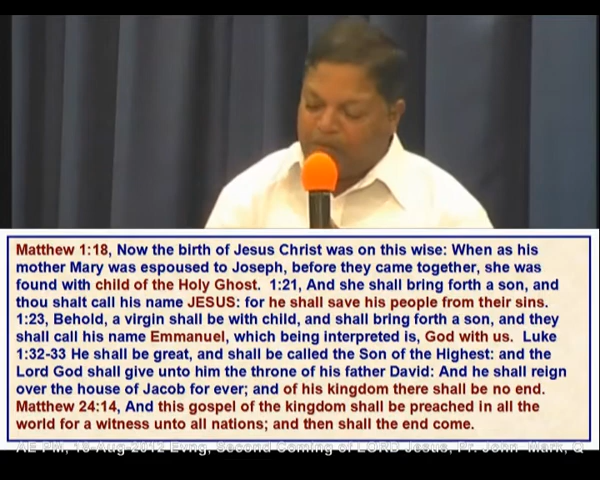 Matthew 1:18, Now the birth of Jesus Christ was on this wise: When as his
mother Mary was espoused to Joseph, before they came together, she was
found with child of the Holy Ghost. 1:21, And she shall bring forth a son, and
thou shalt call his name JESUS: for he shall save his people from their sins.
1:23, Behold, a virgin shall be with child, and shall bring forth a son, and they
shall call his name Emmanuel, which being interpreted is, God with us. Luke
1:32-33 He shall be great, and shall be called the Son of the Highest: and the
Lord God shall give unto him the throne of his father David: And he shall reign
over the house of Jacob for ever; and of his kingdom there shall be no end.
Matthew 24:14, And this gospel of the kingdom shall be preached in all the
world for a witness unto all nations; and then shall the end come.
AE PM, 19 Aug 2012 Evng, Second Coming of LORD Jesus, Pr. John Mark, Q